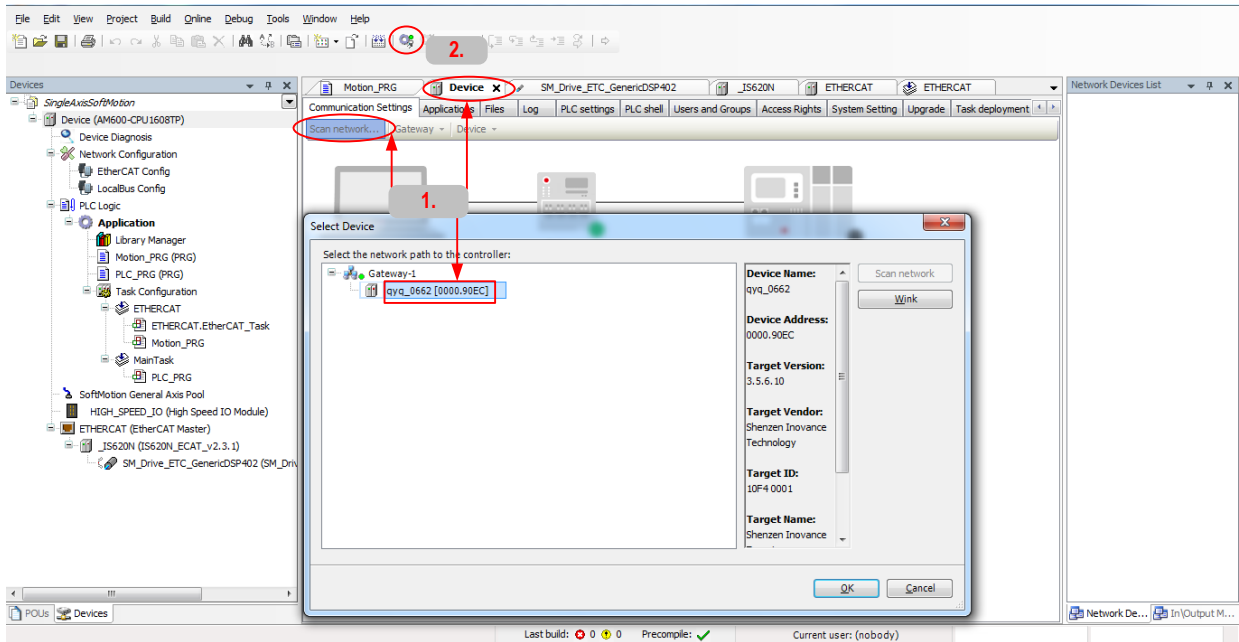 File Edit View Project Build Online Debug Tools Window Help
2.
Devices
SingleAxisSoftMotion
Device (AM600-CPU1608TP)
Device Diagnosis
Network Configuration
EtherCAT Config
LocalBus Config
PLC Logic
Application
Library Manager
Motion_PRG (PRG)
PLC_PRG (PRG)
Task Configuration
ETHERCAT
ETHERCAT.EtherCAT_Task
Motion_PRG
MainTask
PLC_PRG
SoftMotion General Axis Pool
HIGH_SPEED_IO (High Speed IO Module)
ETHERCAT (EtherCAT Master)
_IS620N (IS620N_ECAT_v2.3.1)
SM_Drive_ETC_GenericDSP402 (SM_Driv
POUs Devices
Motion_PRG Device X SM_Drive_ETC_GenericDSP402 _IS620N ETHERCAT ETHERCAT
Communication Settings Applications Files Log PLC settings PLC shell Users and Groups Access Rights System Setting Upgrade Task deployment
Scan network... Gateway Device
1.
Select Device
Select the network path to the controller:
Gateway-1
qyq_0662 [0000.90EC]
Device Name:
qyq_0662
Device Address:
0000.90EC
Target Version:
3.5.6.10
Target Vendor:
Shenzen Inovance
Technology
Target ID:
10F4 0001
Target Name:
Shenzen Inovance
Scan network
Wink
OK Cancel
Network Devices List
Network De... In\Output M...
Last build: 0 0 Precompile: Current user: (nobody)